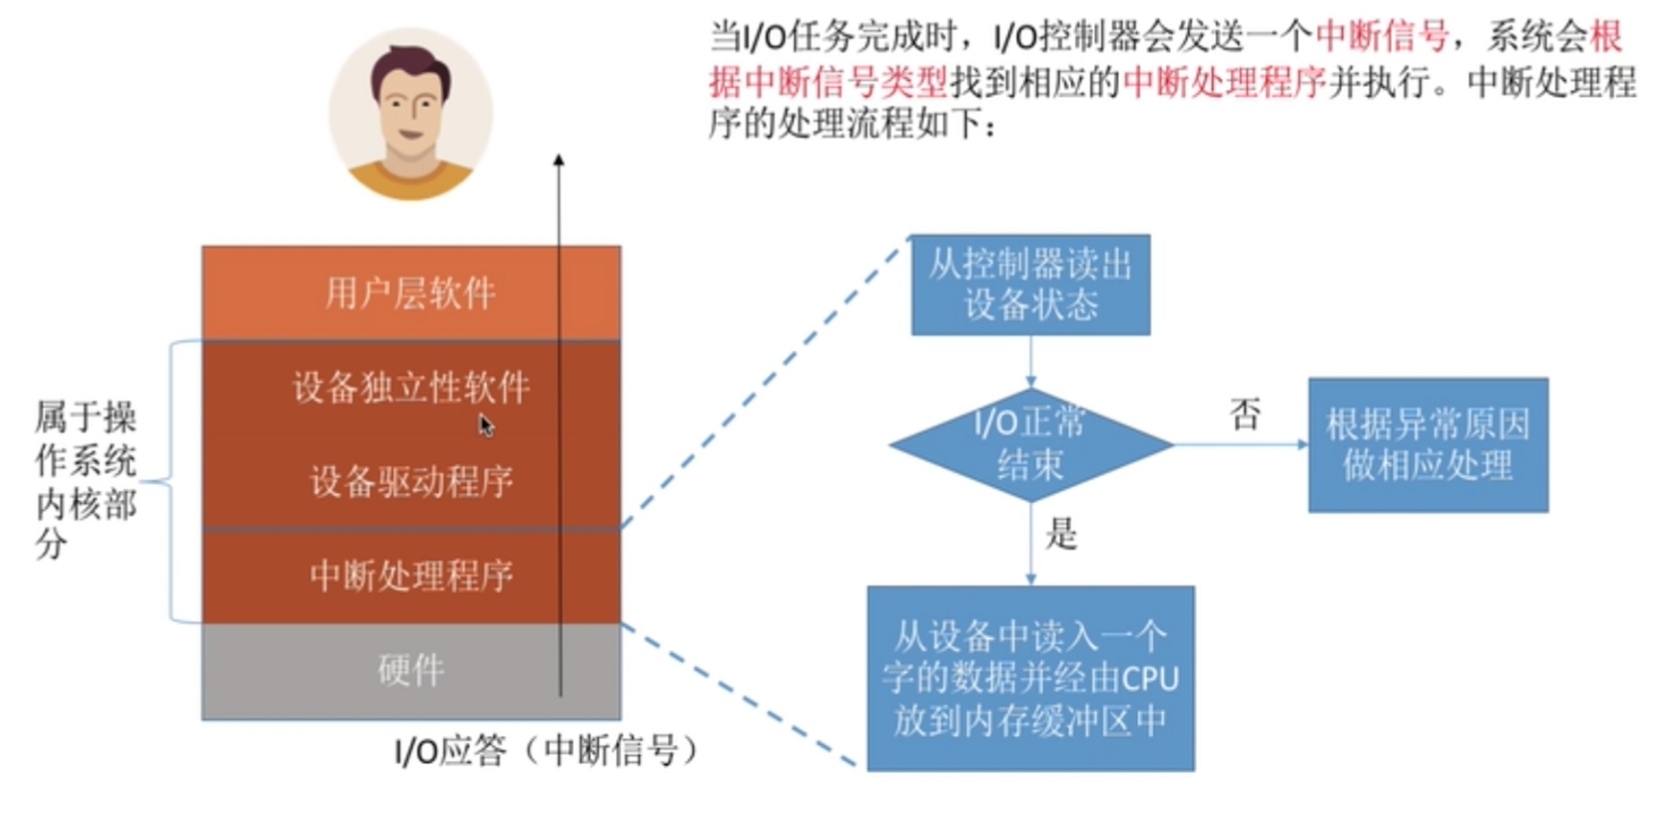 当I/O任务完成时，I/O控制器会发送一个中断信号，系统会根
据中断信号类型找到相应的中断处理程序并执行。中断处理程
序的处理流程如下：
用户层软件
设备独立性软件
设备驱动程序
中断处理程序
硬件
属于操
作系统
内核部
分
I/O应答（中断信号）
从控制器读出
设备状态
I/O正常
结束
否
根据异常原因
做相应处理
是
从设备中读入一个
字的数据并经由CPU
放到内存缓冲区中